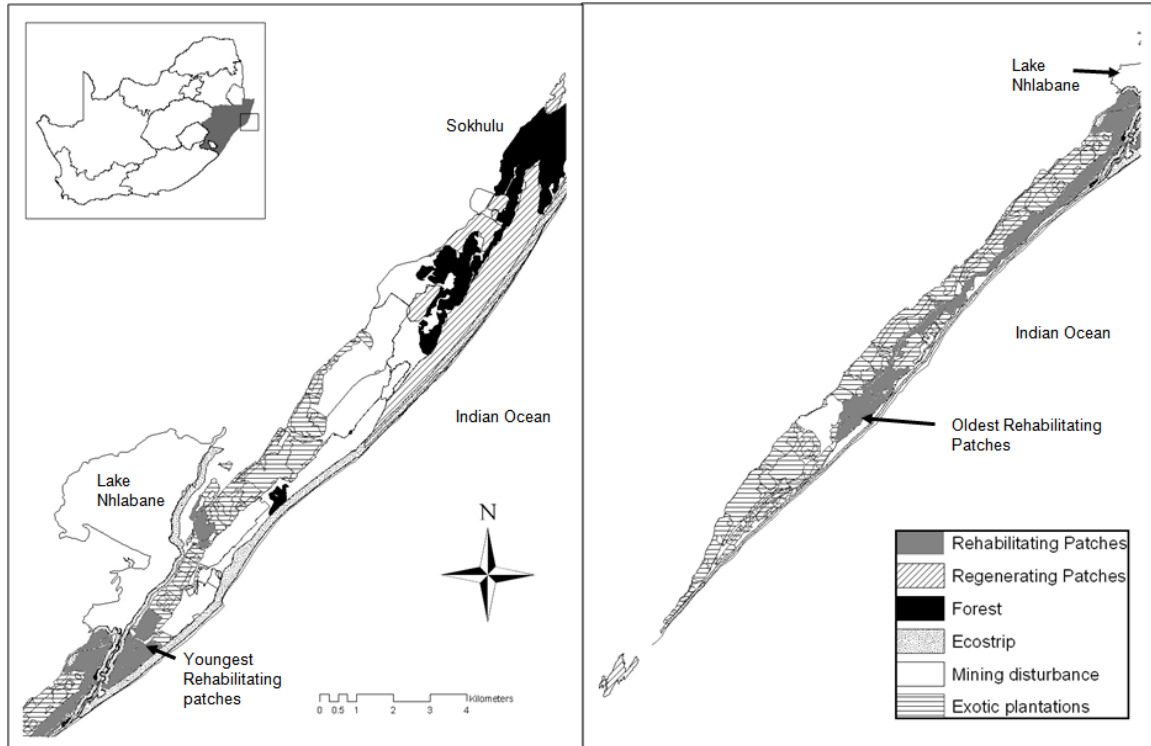 Sokhulu
Indian Ocean
Lake
Nhlabane
N
Youngest
Rehabilitating
patches
Kilometers
0 0.5 1 2 3 4
Lake
Nhlabane
Indian Ocean
Oldest Rehabilitating
Patches
Rehabilitating Patches
Regenerating Patches
Forest
Ecostrip
Mining disturbance
Exotic plantations